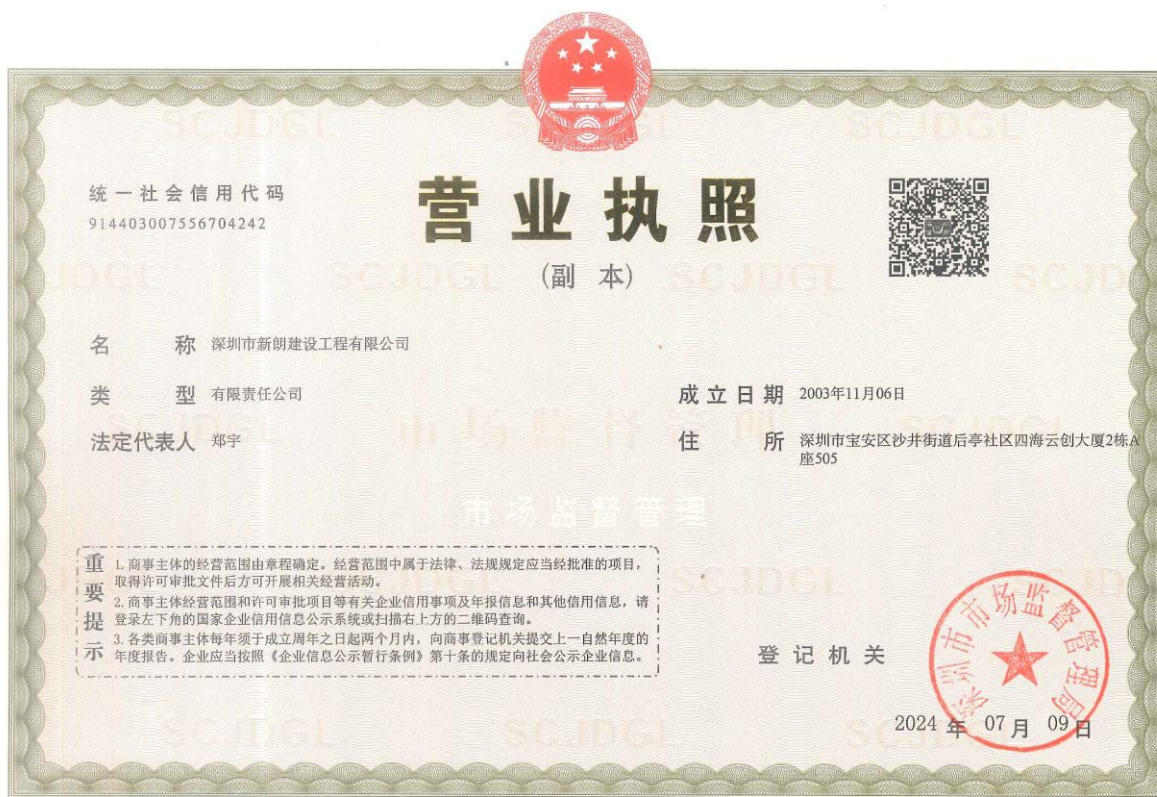 统一社会信用代码
914403007556704242
营业执照
(副 本)
名 称 深圳市新朗建设工程有限公司
类 型 有限责任公司
法定代表人 郑宇
成立日期 2003年11月06日
住 所 深圳市宝安区沙井街道后亭社区四海云创大厦2栋A
座505
市场监督管理
重要提示
1. 商事主体的经营范围由章程确定。经营范围中属于法律、法规规定应当经批准的项目，
取得许可审批文件后方可开展相关经营活动。
2. 商事主体经营范围和许可审批项目等有关企业信用事项及年报信息和其他信用信息，请
登录左下角的国家企业信用信息公示系统或扫描右上方的二维码查询。
3. 各类商事主体每年须于成立周年之日起两个月内，向商事登记机关提交上一自然年度的
年度报告。企业应当按照《企业信息公示暂行条例》第十条的规定向社会公示企业信息。
登记机关
深圳市市场监督管理局
2024 年 07 月 09 日
SCJDGL